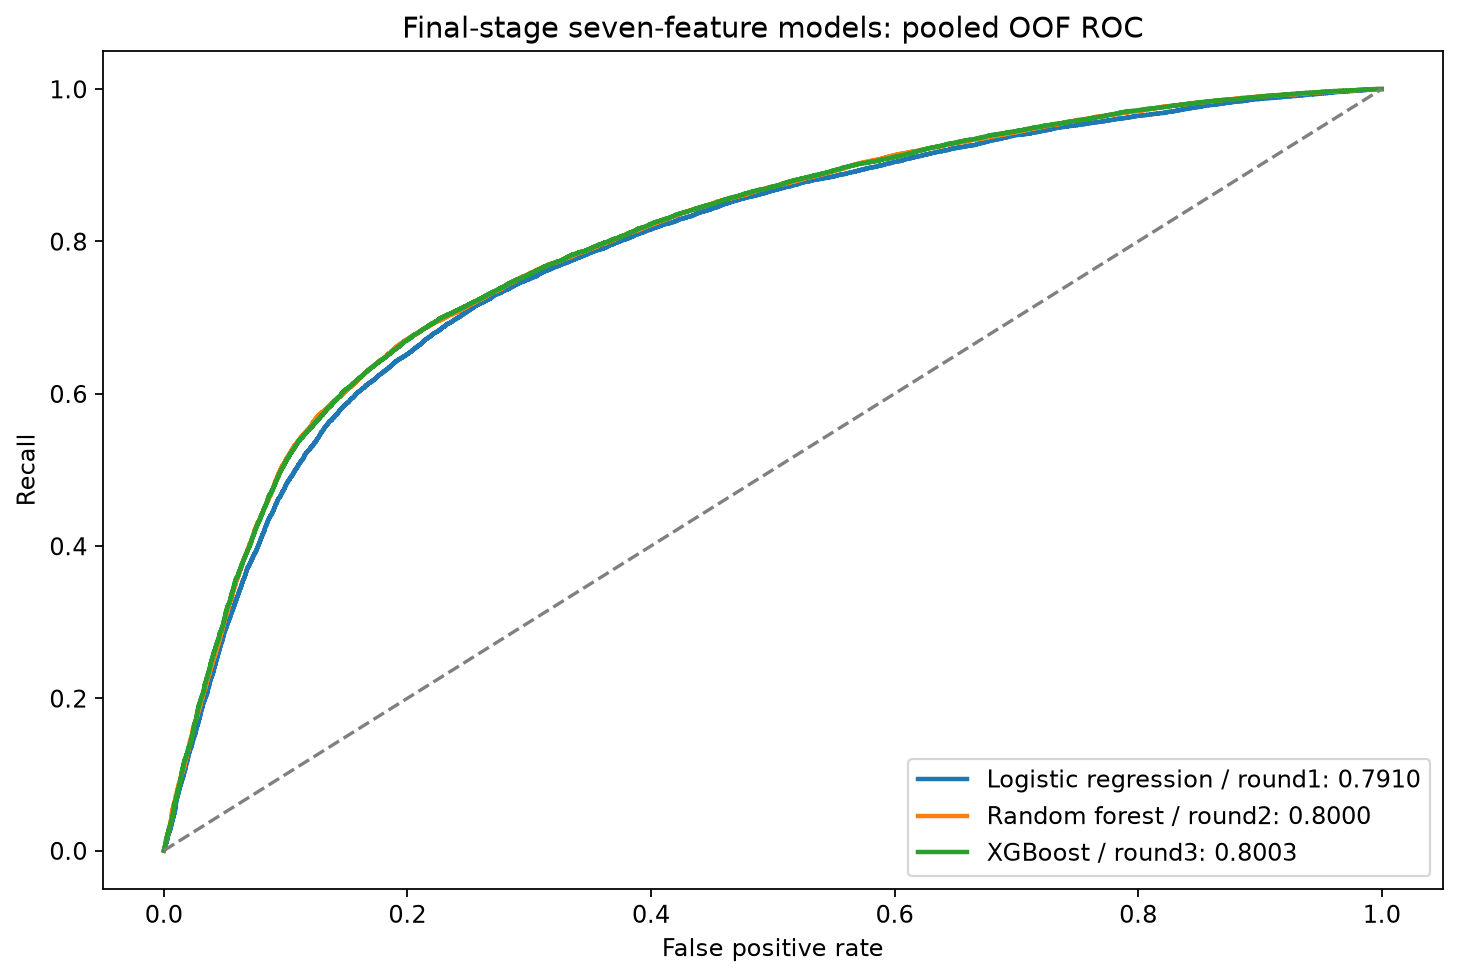 Final-stage seven-feature models: pooled OOF ROC
1.0
0.8
0.6
0.4
0.2
0.0
Recall
Logistic regression / round1: 0.7910
Random forest / round2: 0.8000
XGBoost / round3: 0.8003
0.0 0.2 0.4 0.6 0.8 1.0
False positive rate